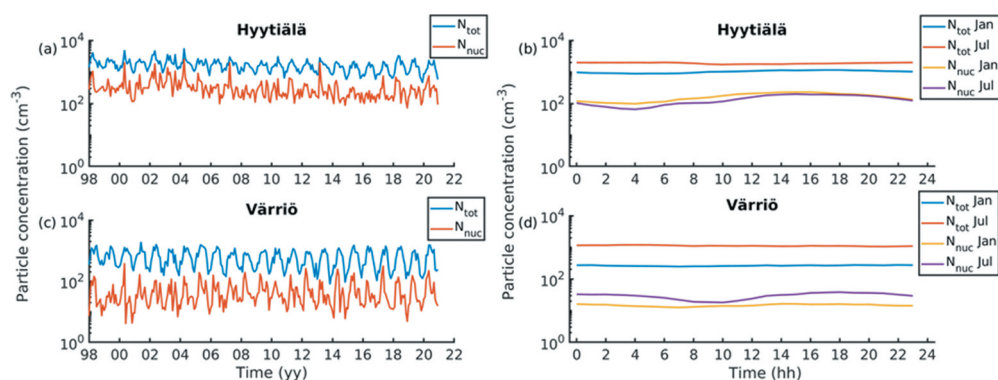 Hyytiälä
(a)
N_tot
N_nuc
10^4
10^2
10^0
98 00 02 04 06 08 10 12 14 16 18 20 22
Particle concentration (cm^-3)
Hyytiälä
(b)
N_tot Jan
N_tot Jul
N_nuc Jan
N_nuc Jul
10^4
10^2
10^0
0 2 4 6 8 10 12 14 16 18 20 22 24
Particle concentration (cm^-3)
Värriö
(c)
N_tot
N_nuc
10^4
10^2
10^0
98 00 02 04 06 08 10 12 14 16 18 20 22
Time (yy)
Värriö
(d)
N_tot Jan
N_tot Jul
N_nuc Jan
N_nuc Jul
10^4
10^2
10^0
0 2 4 6 8 10 12 14 16 18 20 22 24
Time (hh)